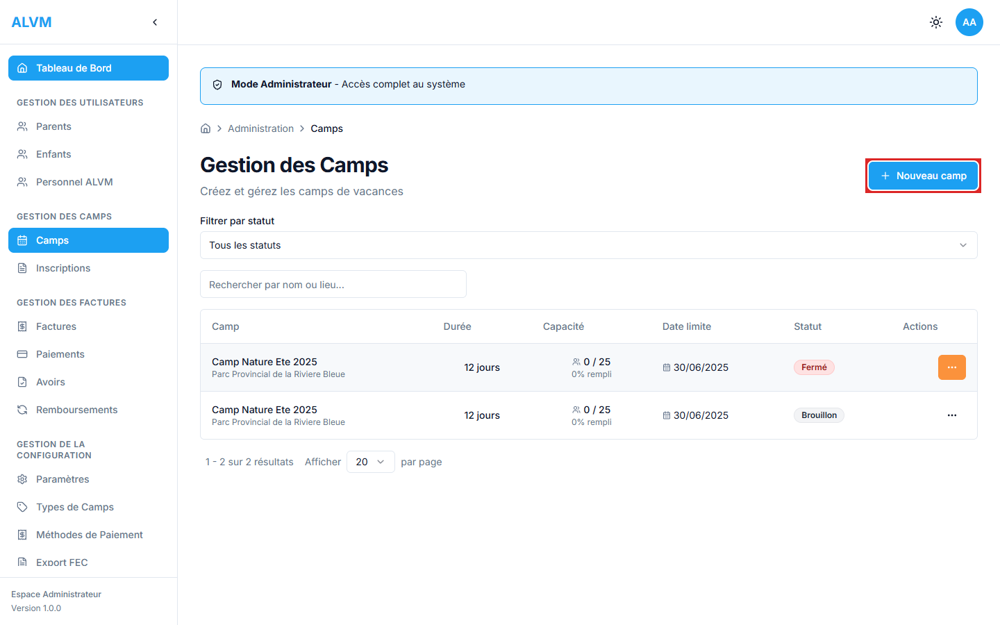 ALVM
AA
Tableau de Bord
GESTION DES UTILISATEURS
Parents
Enfants
Personnel ALVM
GESTION DES CAMPS
Camps
Inscriptions
GESTION DES FACTURES
Factures
Paiements
Avoirs
Remboursements
GESTION DE LA
CONFIGURATION
Paramètres
Types de Camps
Méthodes de Paiement
Export FEC
Espace Administrateur
Version 1.0.0
Mode Administrateur - Accès complet au système
Administration Camps
Gestion des Camps
Créez et gérez les camps de vacances
Nouveau camp
Filtrer par statut
Tous les statuts
Rechercher par nom ou lieu...
Camp Durée Capacité Date limite Statut Actions
Camp Nature Ete 2025
Parc Provincial de la Riviere Bleue
12 jours
0 / 25
0% rempli
30/06/2025
Fermé
Camp Nature Ete 2025
Parc Provincial de la Riviere Bleue
12 jours
0 / 25
0% rempli
30/06/2025
Brouillon
1 - 2 sur 2 résultats Afficher 20 par page